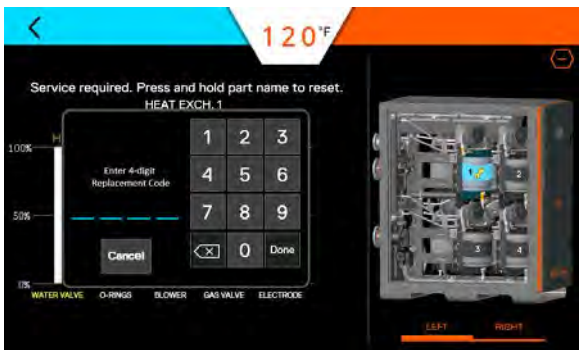 120°F
Service required. Press and hold part name to reset.
HEAT EXCH. 1
100%
H
Enter 4-digit
Replacement Code
1 2 3
4 5 6
7 8 9
0 Done
Cancel
50%
0%
WATER VALVE O-RINGS BLOWER GAS VALVE ELECTRODE
1
2
3
4
LEFT RIGHT